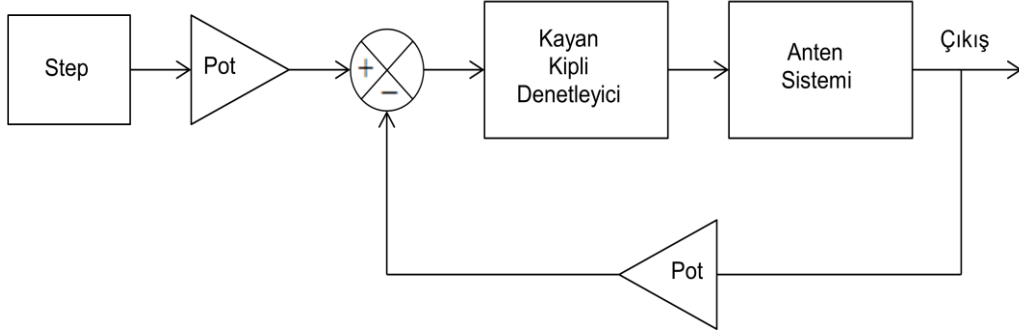 Step
Pot
+
−
Kayan
Kipli
Denetleyici
Anten
Sistemi
Çıkış
Pot